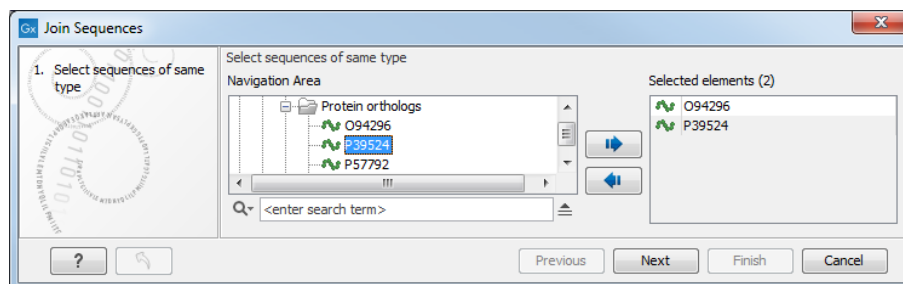 Gx Join Sequences
1. Select sequences of same type
Select sequences of same type
Navigation Area
Protein orthologs
O94296
P39524
P57792
<enter search term>
Selected elements (2)
O94296
P39524
?
Previous
Next
Finish
Cancel